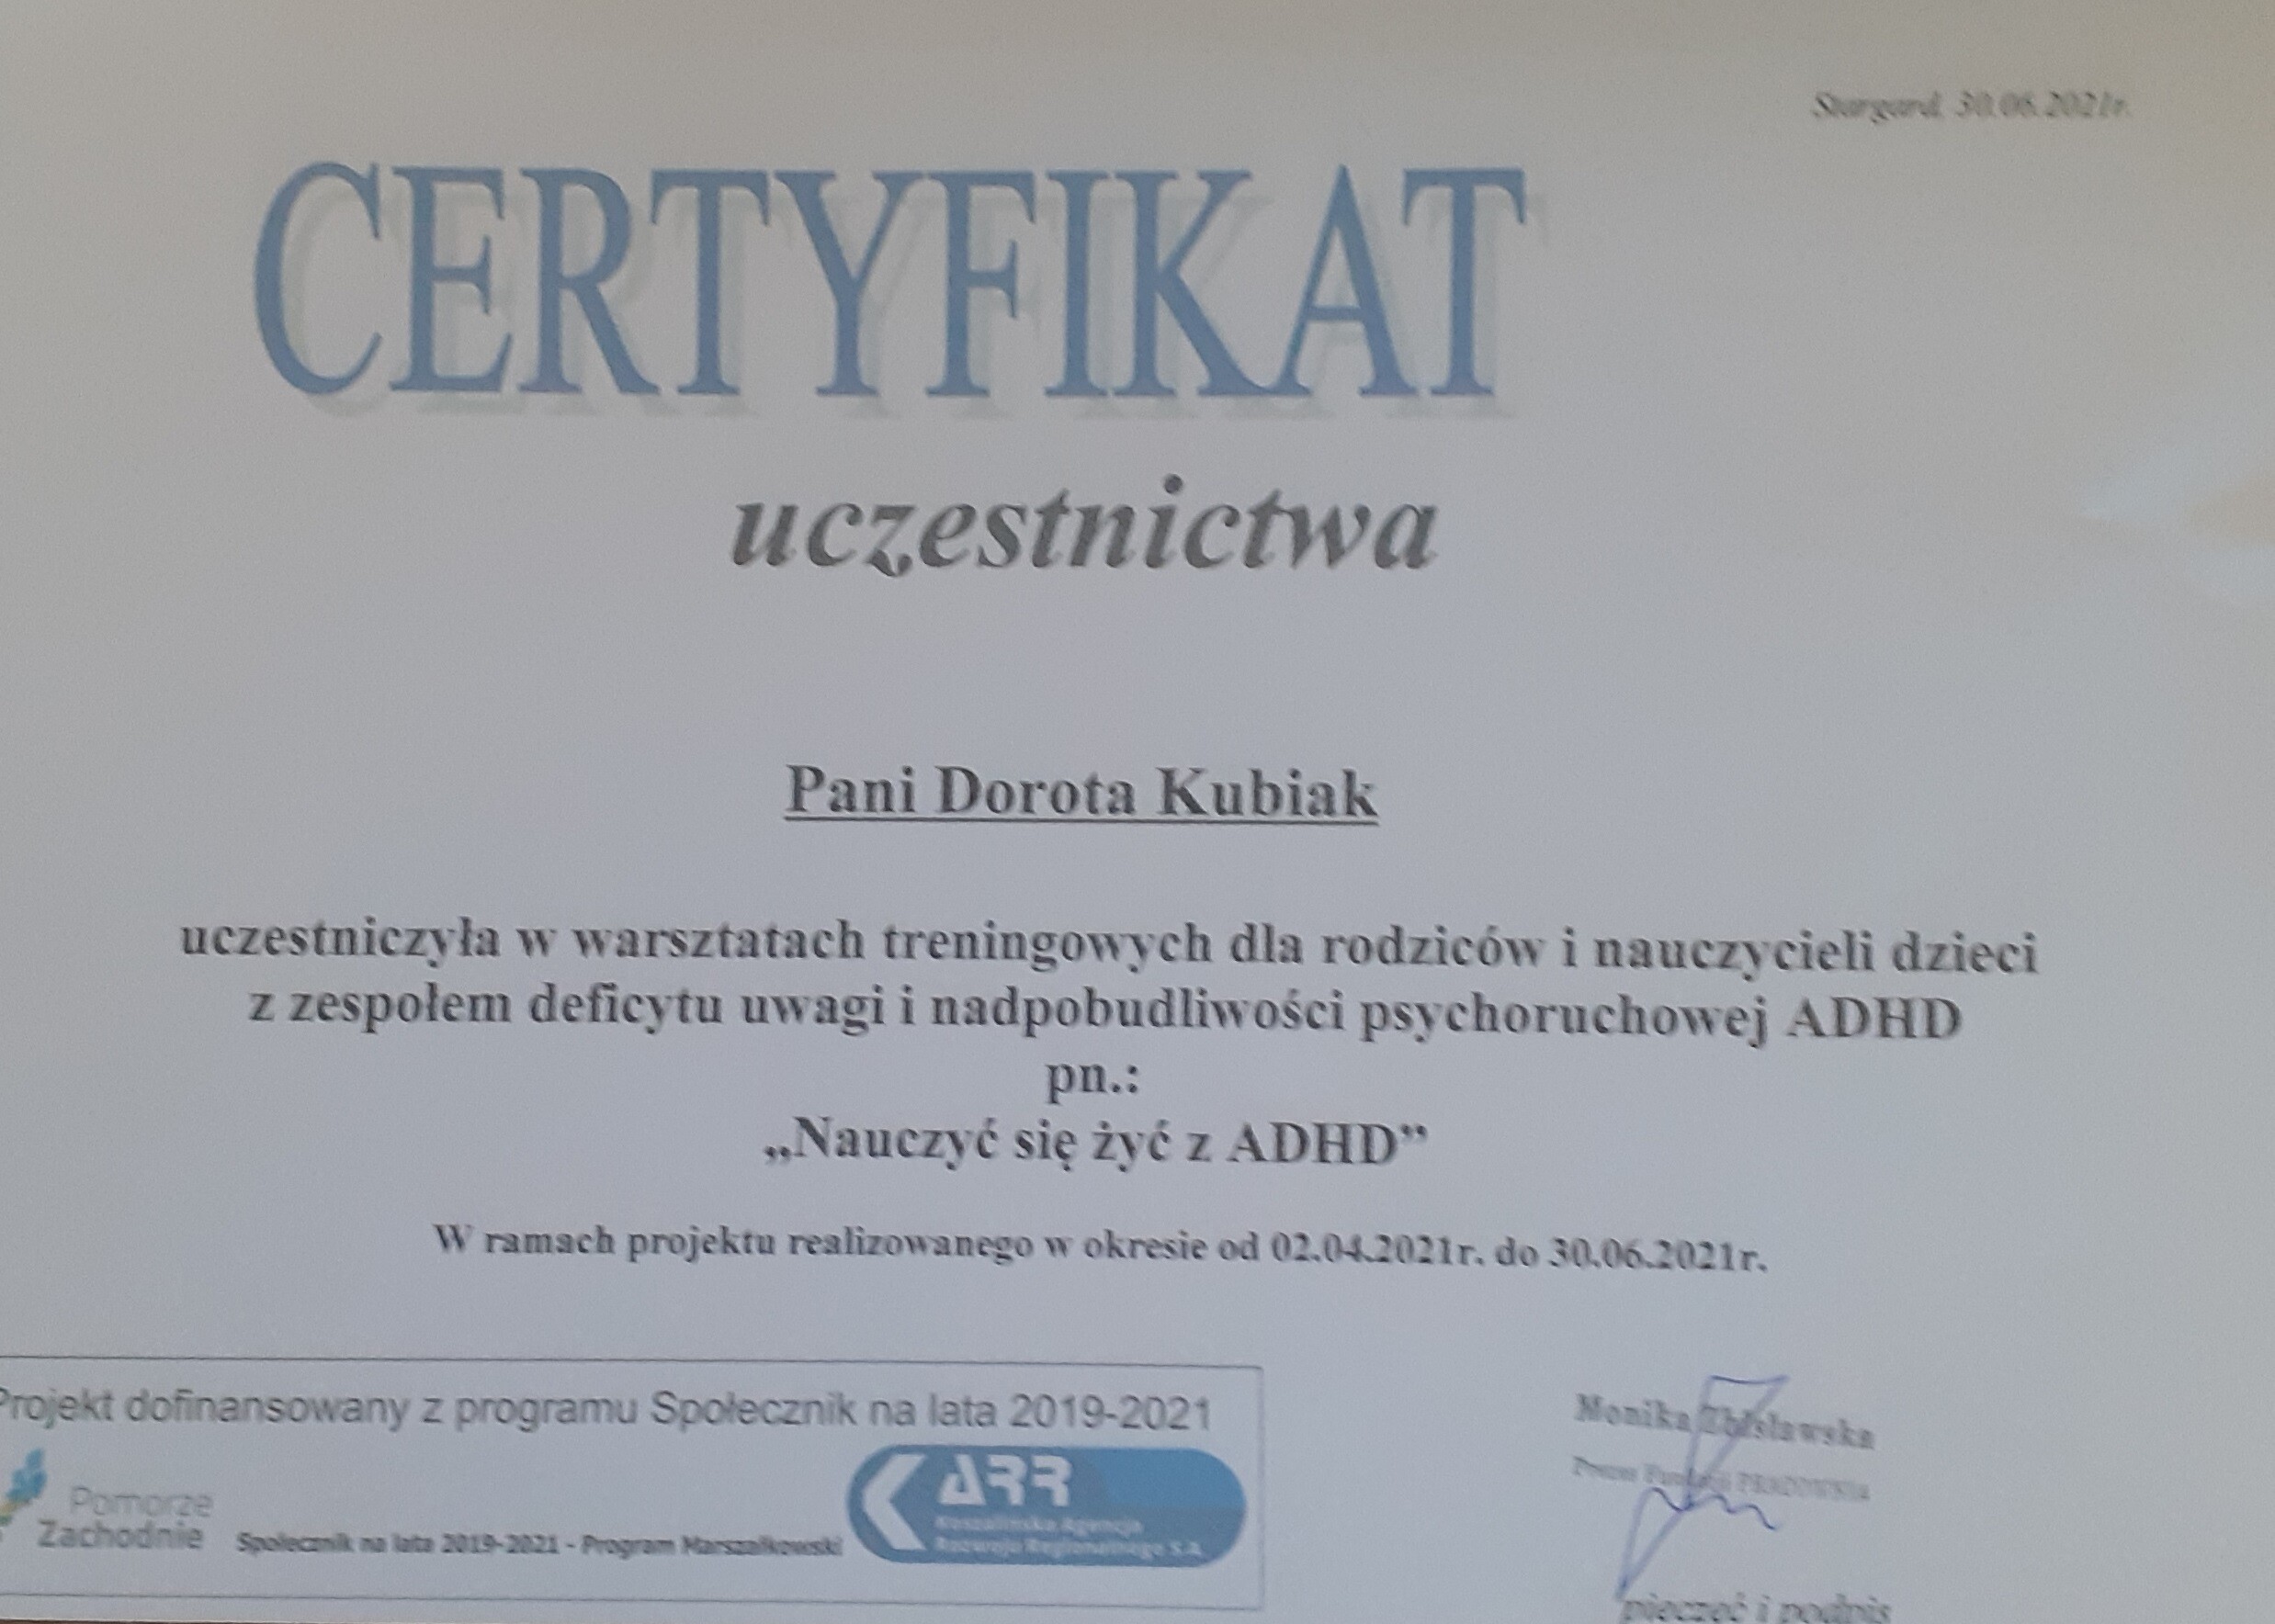 Stargard, 30.06.2021r.
CERTYFIKAT
uczestnictwa
Pani Dorota Kubiak
uczestniczyła w warsztatach treningowych dla rodziców i nauczycieli dzieci
z zespołem deficytu uwagi i nadpobudliwości psychoruchowej ADHD
pn.:
„Nauczyć się żyć z ADHD”
W ramach projektu realizowanego w okresie od 02.04.2021r. do 30.06.2021r.
Projekt dofinansowany z programu Społecznik na lata 2019-2021
Pomorze
Zachodnie
Społecznik na lata 2019-2021 - Program Marszałkowski
KARR
Koszalińska Agencja
Rozwoju Regionalnego S.A.
Monika
Prezes Fundacji
pieczęć i podpis